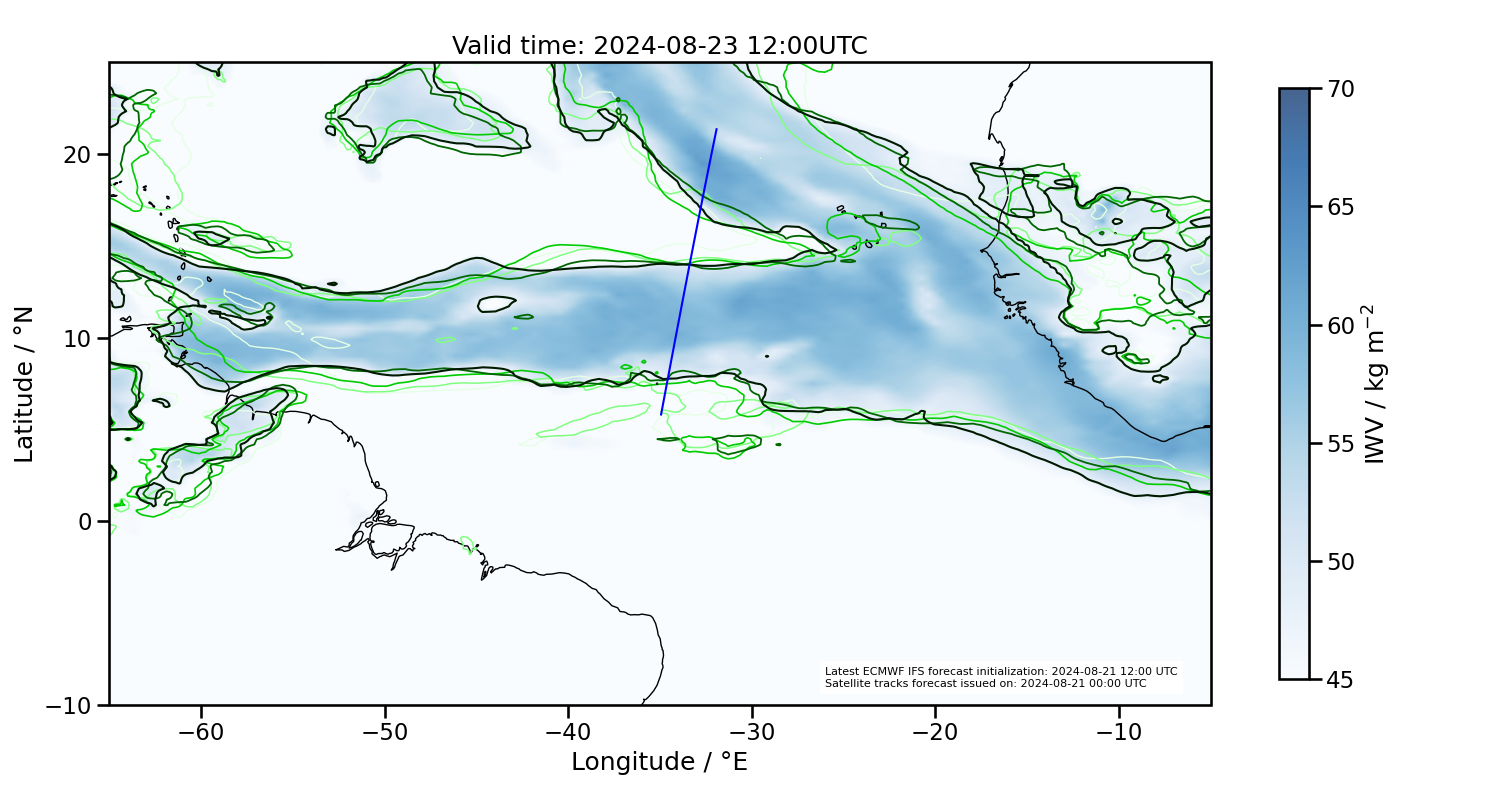 Valid time: 2024-08-23 12:00UTC
20
10
0
−10
Latitude / °N
−60
−50
−40
−30
−20
−10
Longitude / °E
Latest ECMWF IFS forecast initialization: 2024-08-21 12:00 UTC
Satellite tracks forecast issued on: 2024-08-21 00:00 UTC
70
65
60
55
50
45
IWV / kg m⁻²